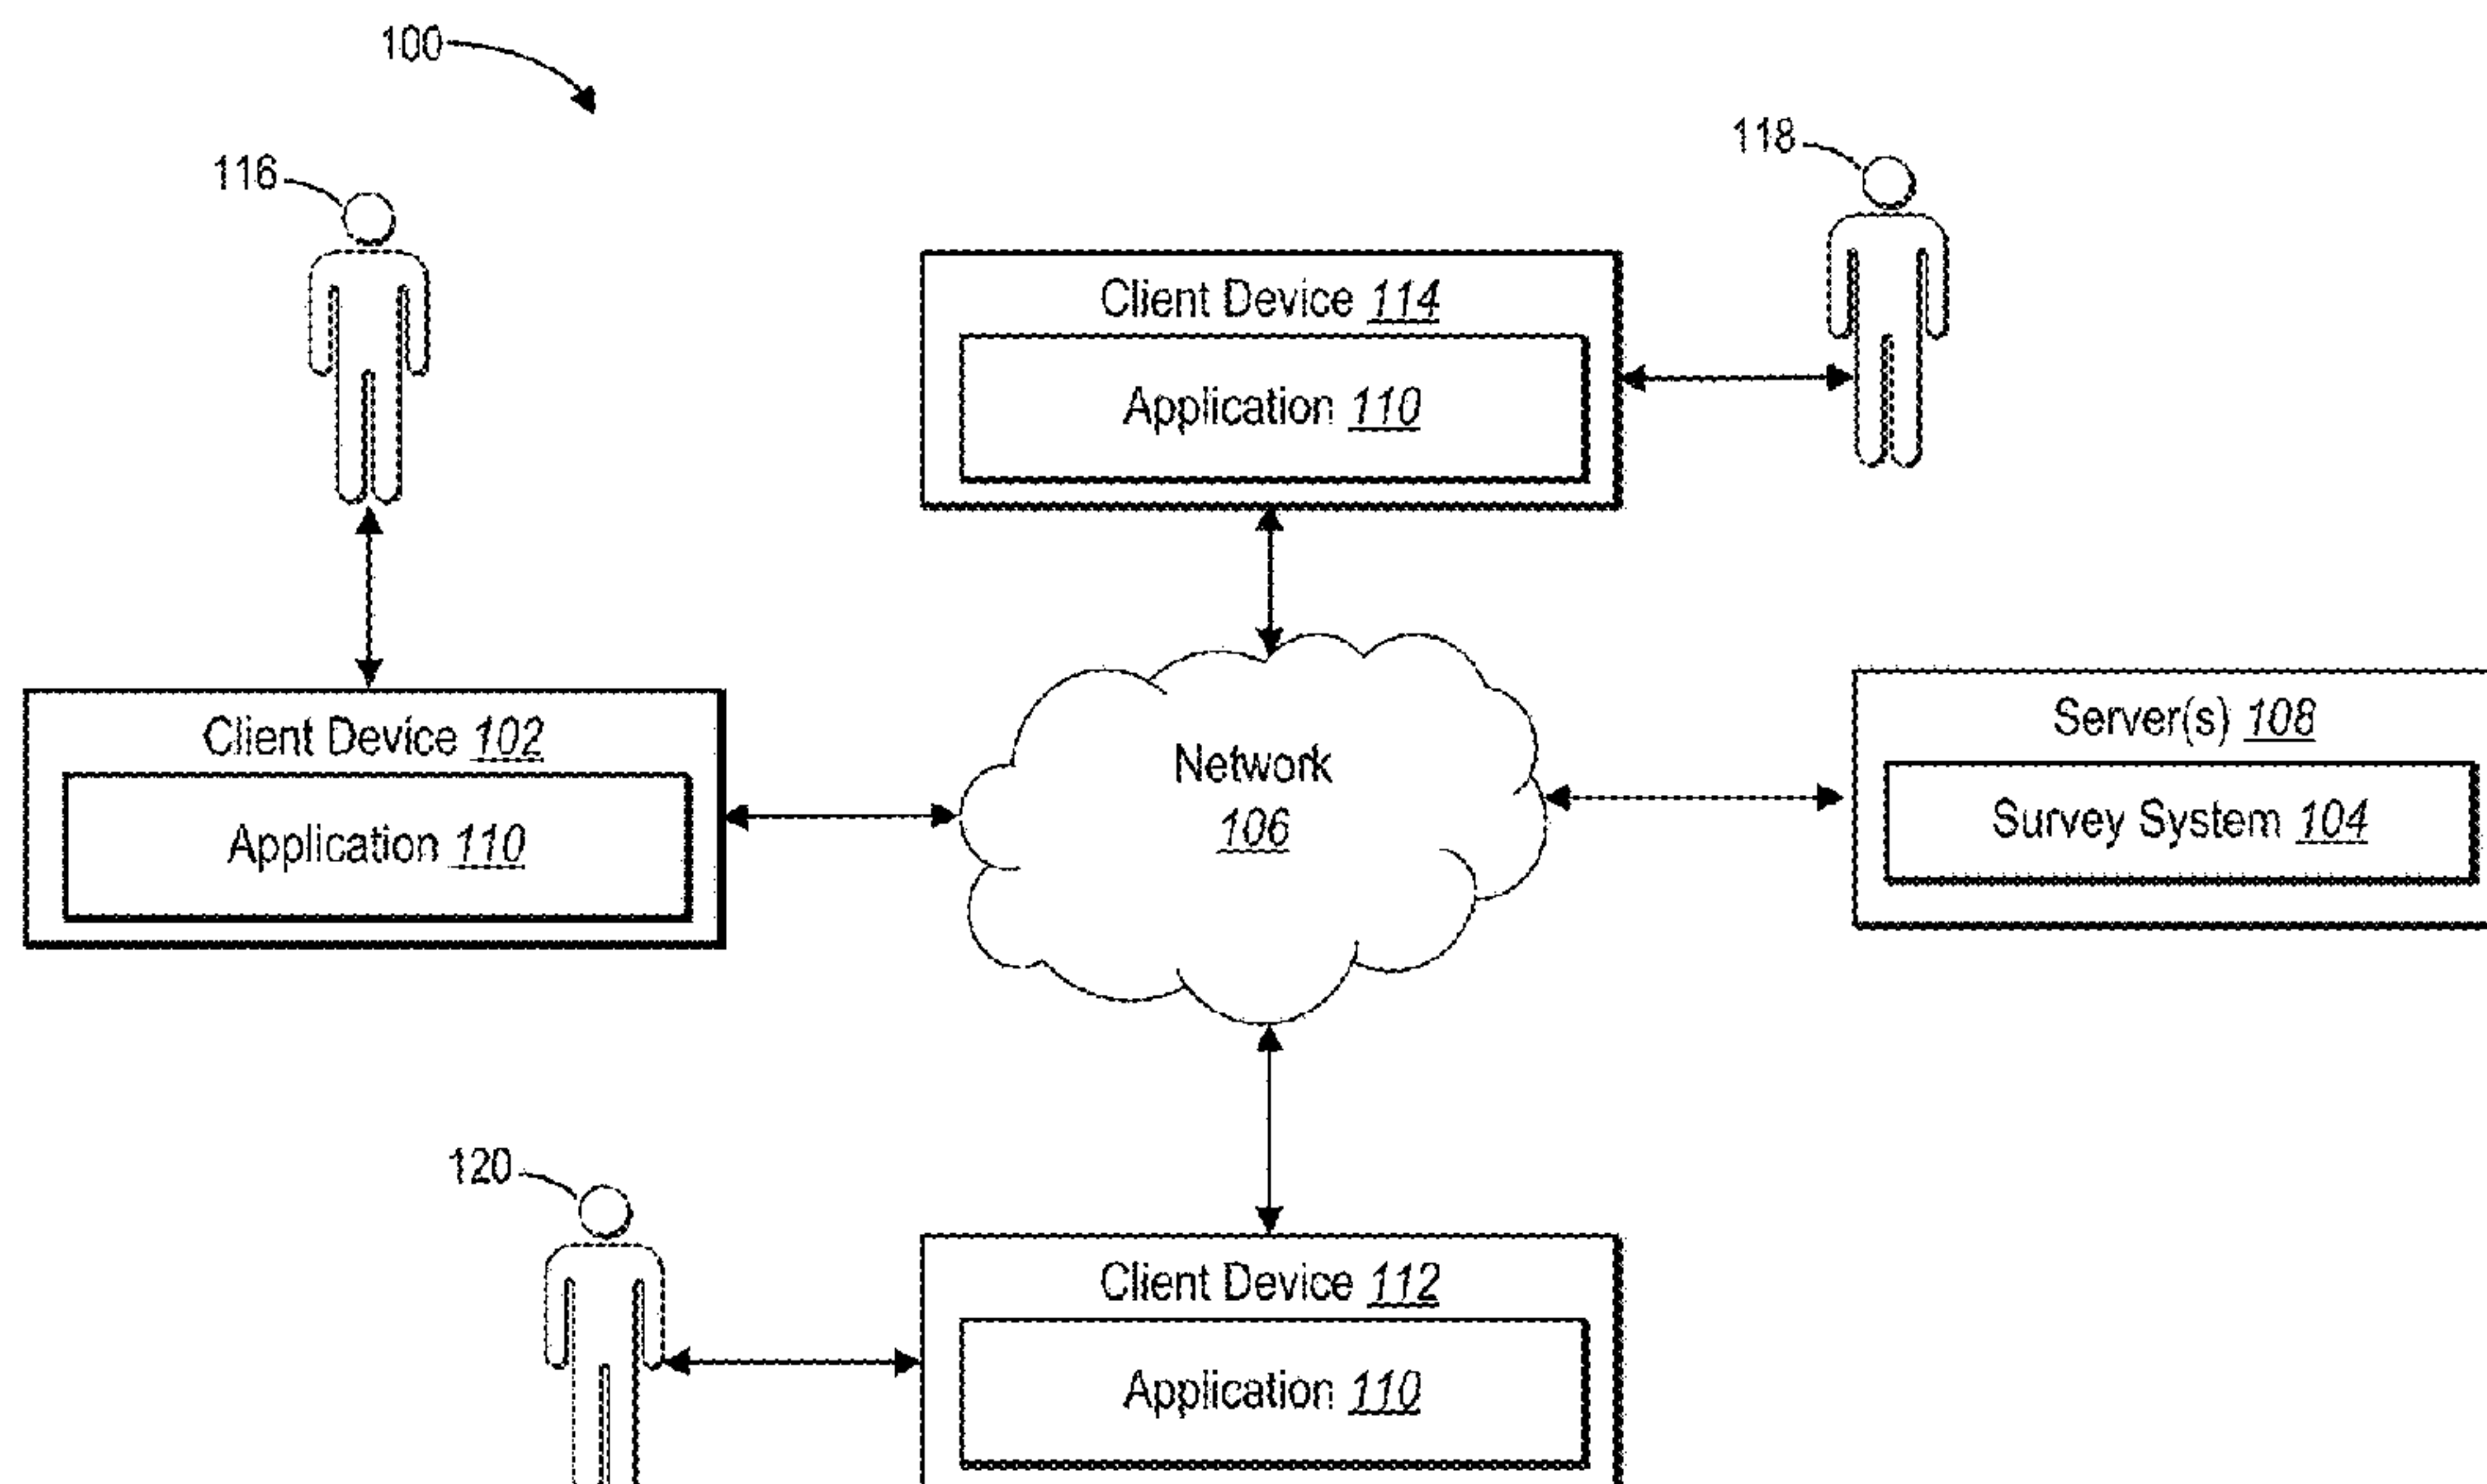 100
116
118
Client Device 114
Application 110
Client Device 102
Application 110
Network
106
Server(s) 108
Survey System 104
120
Client Device 112
Application 110